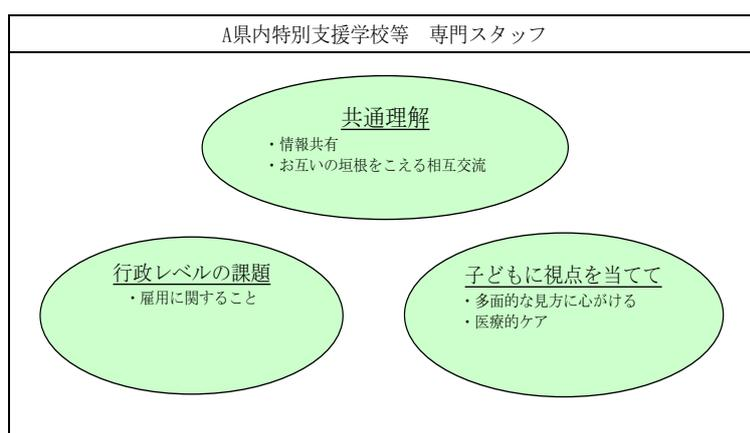 A県内特別支援学校等　専門スタッフ
共通理解
・情報共有
・お互いの垣根をこえる相互交流
行政レベルの課題
・雇用に関すること
子どもに視点を当てて
・多面的な見方に心がける
・医療的ケア